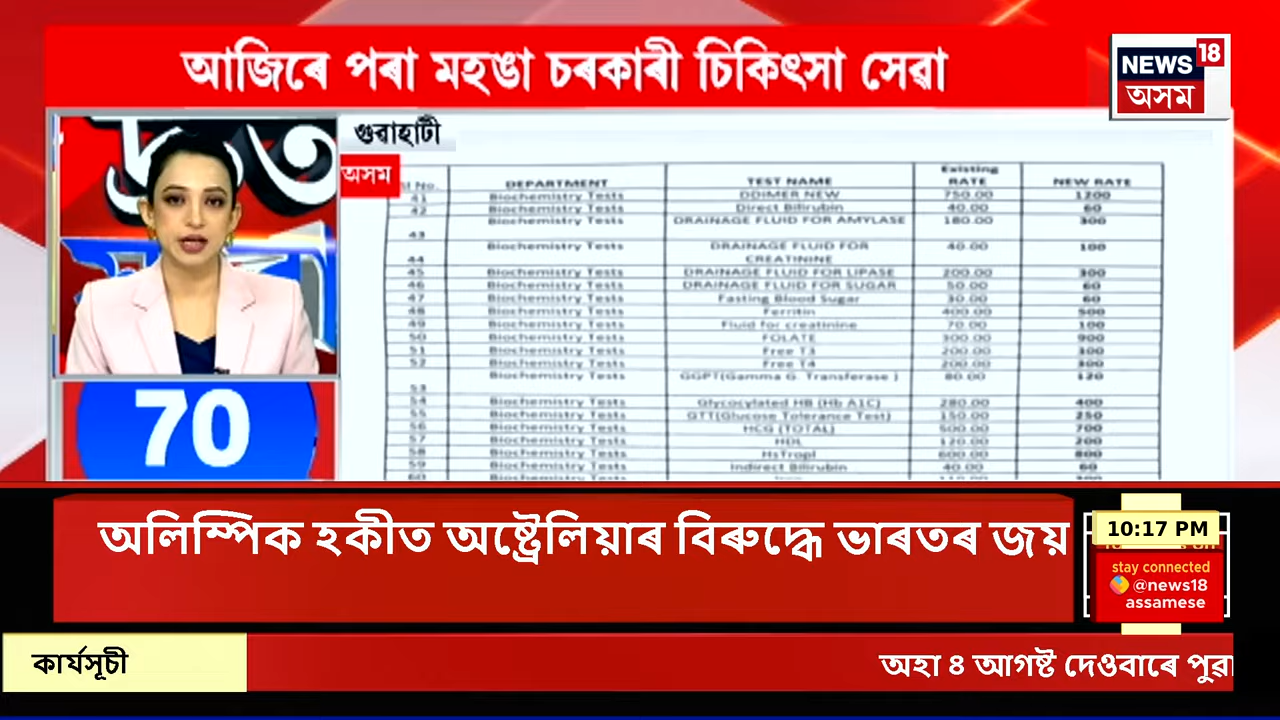 আজিৰে পৰা মহঙা চৰকাৰী চিকিৎসা সেৱা
NEWS 18
অসম
গুৱাহাটী
অসম
Sl No. DEPARTMENT TEST NAME Existing RATE NEW RATE
41 Biochemistry Tests DDIMER NEW 750.00 1200
42 Biochemistry Tests Direct Bilirubin 40.00 60
43 Biochemistry Tests DRAINAGE FLUID FOR AMYLASE 180.00 300
44 Biochemistry Tests DRAINAGE FLUID FOR CREATININE 40.00 100
45 Biochemistry Tests DRAINAGE FLUID FOR LIPASE 200.00 300
46 Biochemistry Tests DRAINAGE FLUID FOR SUGAR 50.00 60
47 Biochemistry Tests Fasting Blood Sugar 30.00 60
48 Biochemistry Tests Ferritin 400.00 500
49 Biochemistry Tests Fluid for creatinine 70.00 100
50 Biochemistry Tests FOLATE 300.00 900
51 Biochemistry Tests Free T3 200.00 300
52 Biochemistry Tests Free T4 200.00 300
53 Biochemistry Tests GGPT(Gamma G. Transferase ) 80.00 120
54 Biochemistry Tests Glycocylated HB (Hb A1C) 280.00 400
55 Biochemistry Tests GTT(Glucose Tolerance Test) 150.00 250
56 Biochemistry Tests HCG (TOTAL) 500.00 700
57 Biochemistry Tests HDL 120.00 200
58 Biochemistry Tests HsTropI 600.00 800
59 Biochemistry Tests Indirect Bilirubin 40.00 60
60 Biochemistry Tests
70
অলিম্পিক হকীত অষ্ট্ৰেলিয়াৰ বিৰুদ্ধে ভাৰতৰ জয়
10:17 PM
stay connected
@news18
assamese
কাৰ্যসূচী
অহা ৪ আগষ্ট দেওবাৰে পুৱা